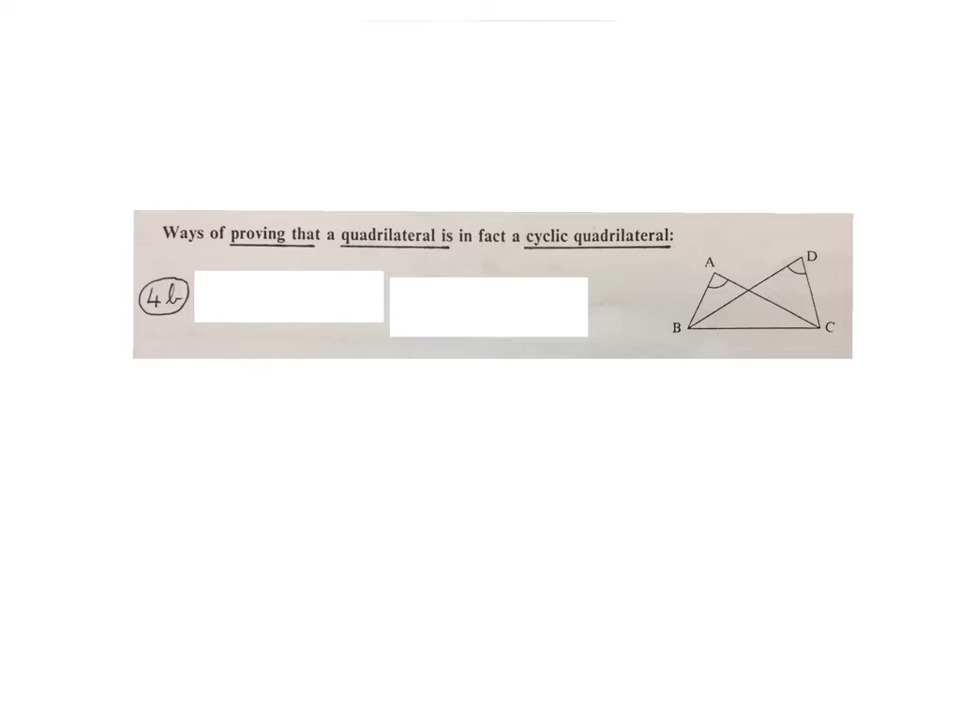 Ways of proving that a quadrilateral is in fact a cyclic quadrilateral:
4b
A
D
B
C